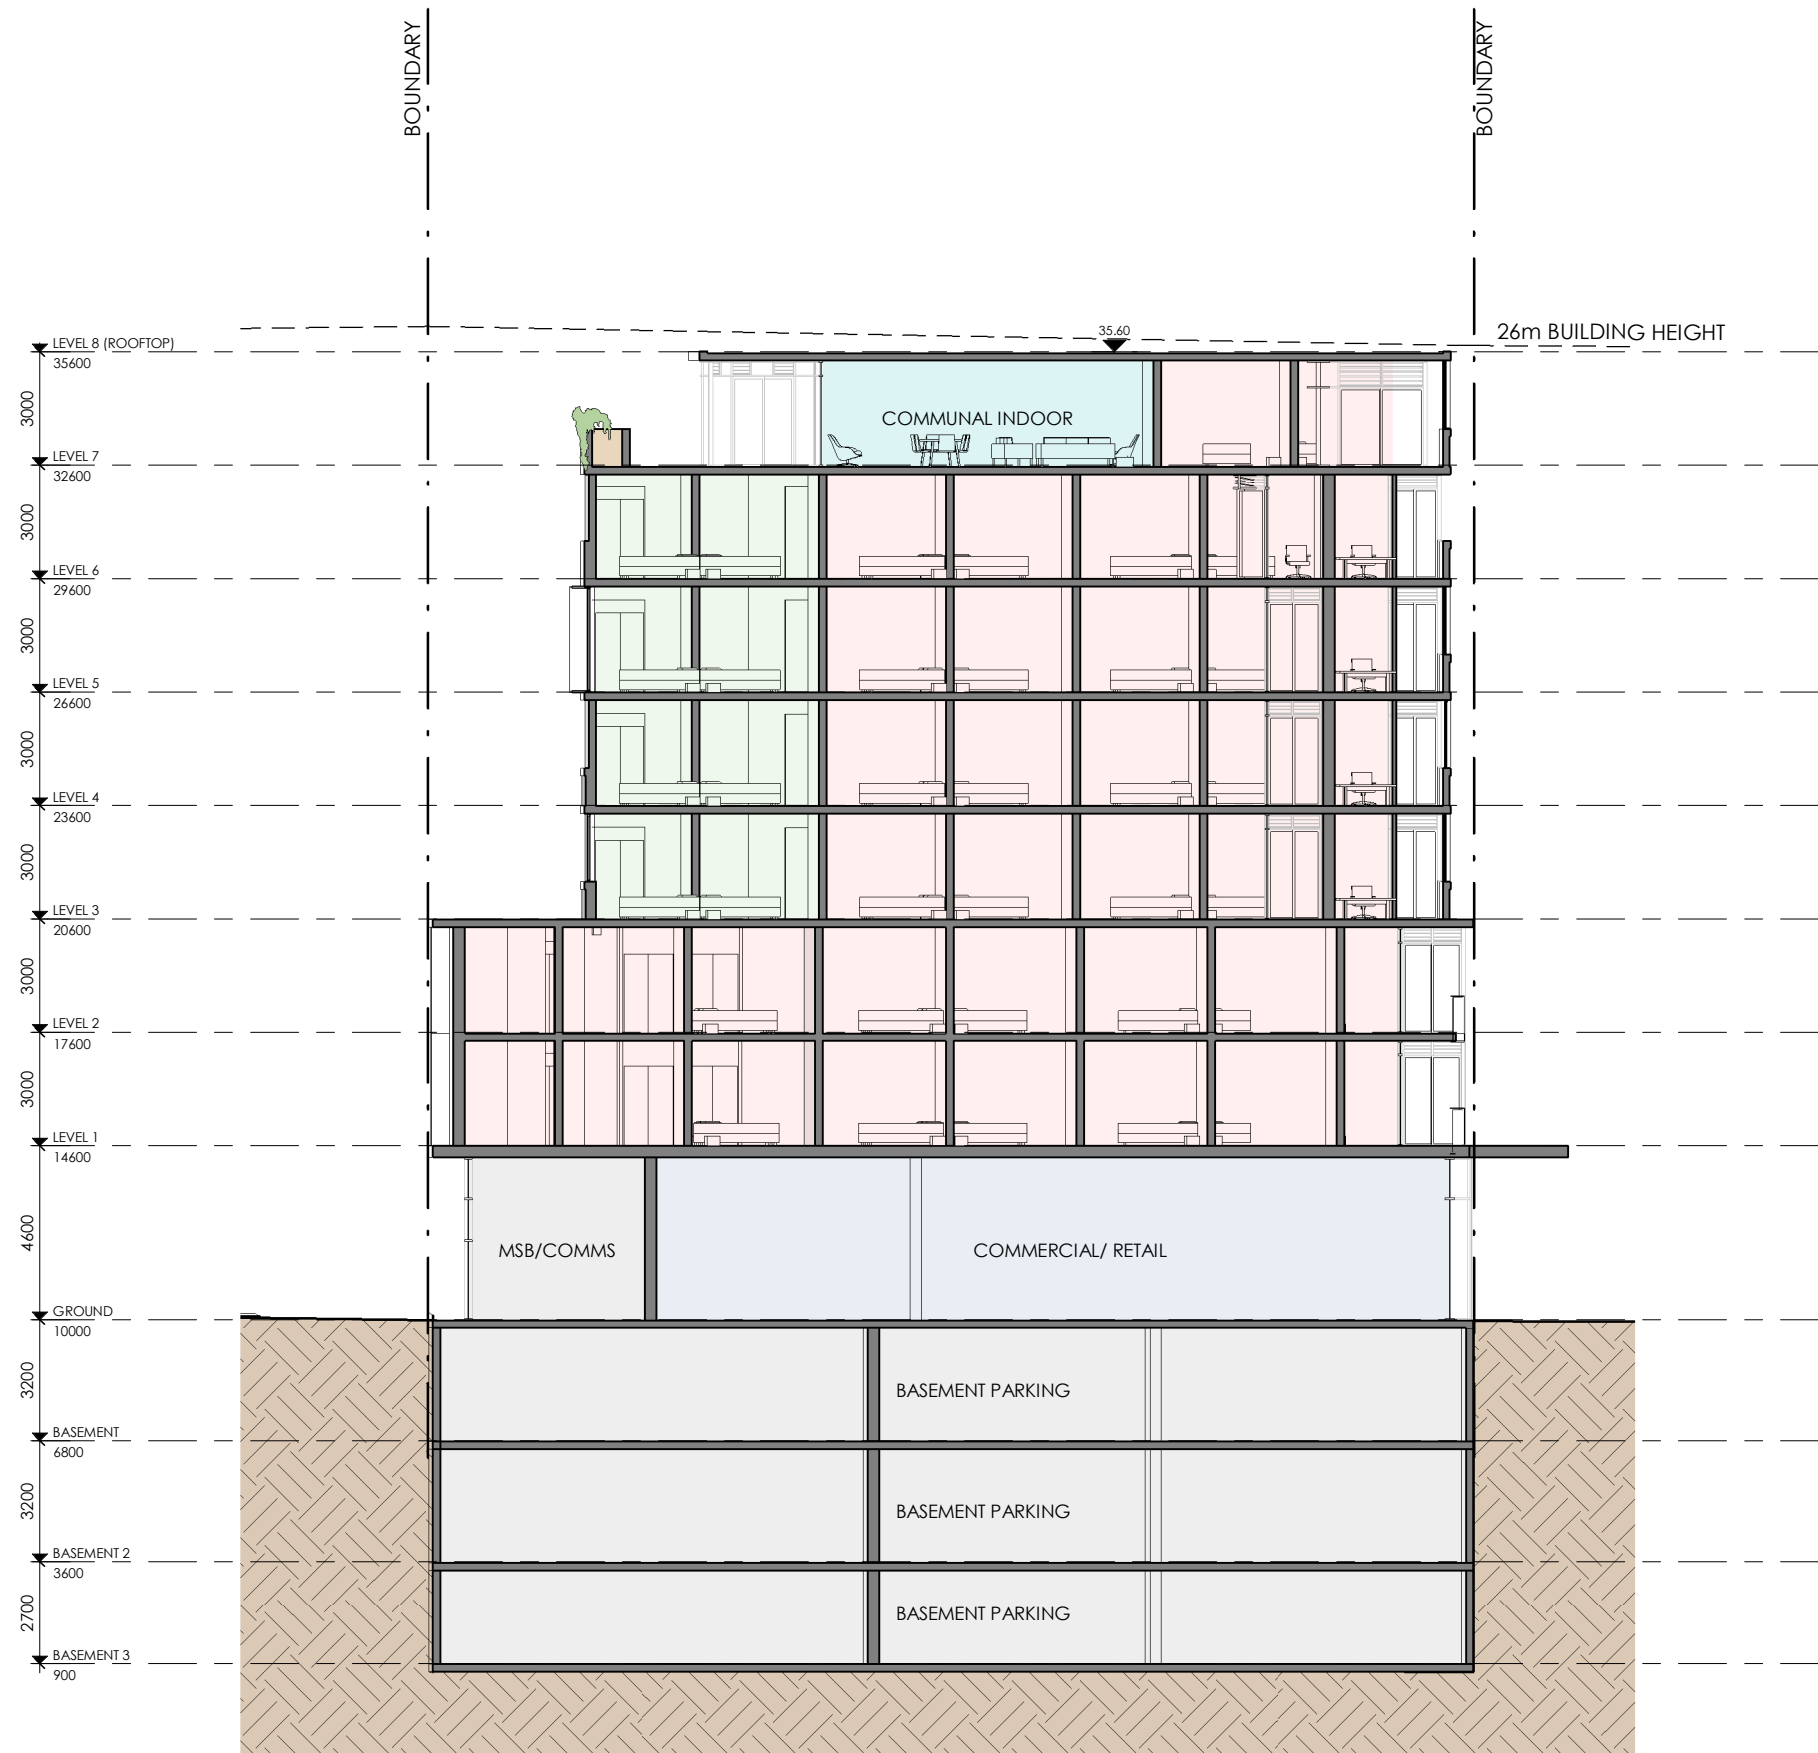 BOUNDARY
BOUNDARY
26m BUILDING HEIGHT
35.60
LEVEL 8 (ROOFTOP)
35600
3000
COMMUNAL INDOOR
LEVEL 7
32600
3000
LEVEL 6
29600
3000
LEVEL 5
26600
3000
LEVEL 4
23600
3000
LEVEL 3
20600
3000
LEVEL 2
17600
3000
LEVEL 1
14600
4600
MSB/COMMS
COMMERCIAL/ RETAIL
GROUND
10000
3200
BASEMENT PARKING
BASEMENT
6800
3200
BASEMENT PARKING
BASEMENT 2
3600
2700
BASEMENT PARKING
BASEMENT 3
900